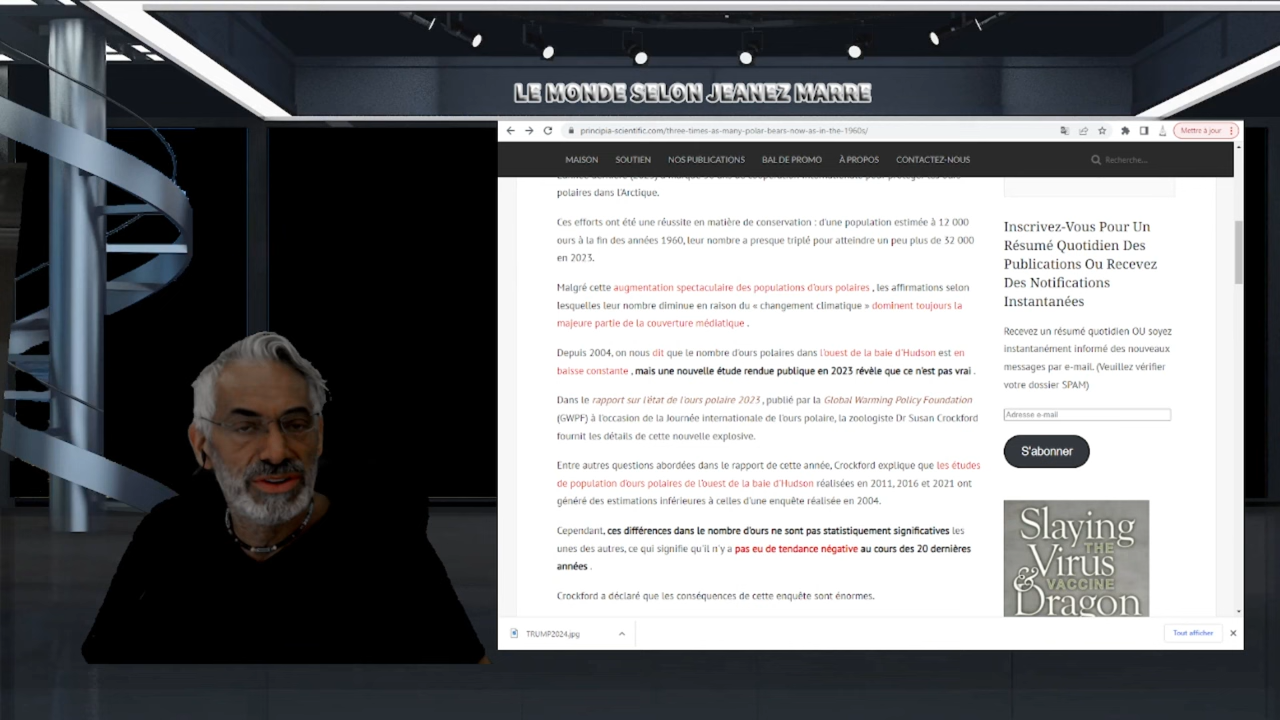 LE MONDE SELON JEANEZ MARRE
principia-scientific.com/three-times-as-many-polar-bears-now-as-in-the-1960s/
Mettre à jour
MAISON SOUTIEN NOS PUBLICATIONS BAL DE PROMO À PROPOS CONTACTEZ-NOUS Recherche...
polaires dans l'Arctique.
Ces efforts ont été une réussite en matière de conservation : d'une population estimée à 12 000
ours à la fin des années 1960, leur nombre a presque triplé pour atteindre un peu plus de 32 000
en 2023.
Malgré cette augmentation spectaculaire des populations d'ours polaires , les affirmations selon
lesquelles leur nombre diminue en raison du « changement climatique » dominent toujours la
majeure partie de la couverture médiatique .
Depuis 2004, on nous dit que le nombre d'ours polaires dans l'ouest de la baie d'Hudson est en
baisse constante , mais une nouvelle étude rendue publique en 2023 révèle que ce n'est pas vrai .
Dans le rapport sur l'état de l'ours polaire 2023 , publié par la Global Warming Policy Foundation
(GWPF) à l'occasion de la Journée internationale de l'ours polaire, la zoologiste Dr Susan Crockford
fournit les détails de cette nouvelle explosive.
Entre autres questions abordées dans le rapport de cette année, Crockford explique que les études
de population d'ours polaires de l'ouest de la baie d'Hudson réalisées en 2011, 2016 et 2021 ont
généré des estimations inférieures à celles d'une enquête réalisée en 2004.
Cependant, ces différences dans le nombre d'ours ne sont pas statistiquement significatives les
unes des autres, ce qui signifie qu'il n'y a pas eu de tendance négative au cours des 20 dernières
années .
Crockford a déclaré que les conséquences de cette enquête sont énormes.
Inscrivez-Vous Pour Un
Résumé Quotidien Des
Publications Ou Recevez
Des Notifications
Instantanées
Recevez un résumé quotidien OU soyez
instantanément informé des nouveaux
messages par e-mail. (Veuillez vérifier
votre dossier SPAM)
Adresse e-mail
S'abonner
Slaying
THE
Virus
& VACCINE
Dragon
TRUMP2024.jpg
Tout afficher